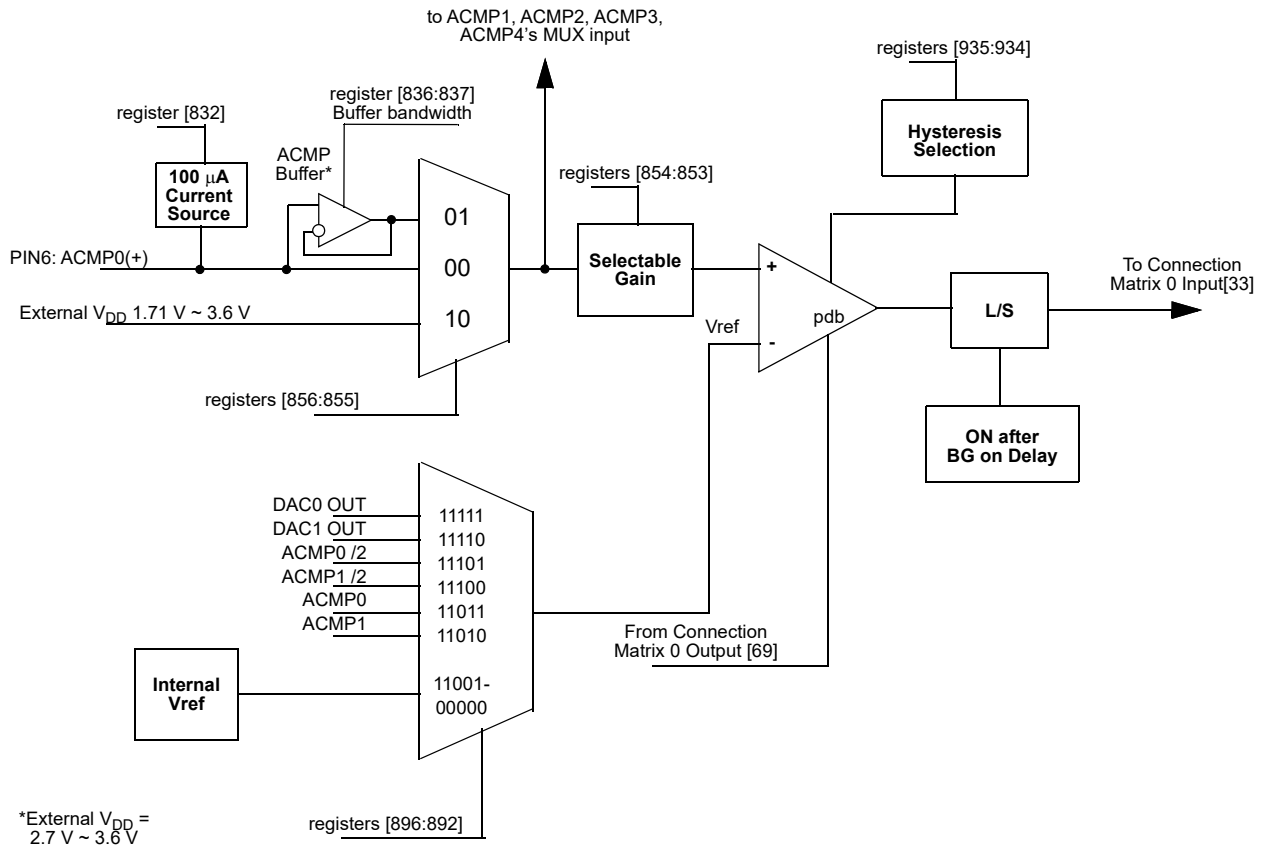 to ACMP1, ACMP2, ACMP3,
ACMP4's MUX input
registers [935:934]
register [832]
register [836:837]
Buffer bandwidth
Hysteresis
Selection
ACMP
Buffer*
100 μA
Current
Source
registers [854:853]
01
PIN6: ACMP0(+)
00
Selectable
Gain
+
To Connection
Matrix 0 Input[33]
External VDD 1.71 V ~ 3.6 V
10
Vref
-
pdb
L/S
registers [856:855]
ON after
BG on Delay
DAC0 OUT
11111
DAC1 OUT
11110
ACMP0 /2
11101
ACMP1 /2
11100
ACMP0
11011
ACMP1
11010
From Connection
Matrix 0 Output [69]
Internal
Vref
11001-
00000
*External VDD =
2.7 V ~ 3.6 V
registers [896:892]